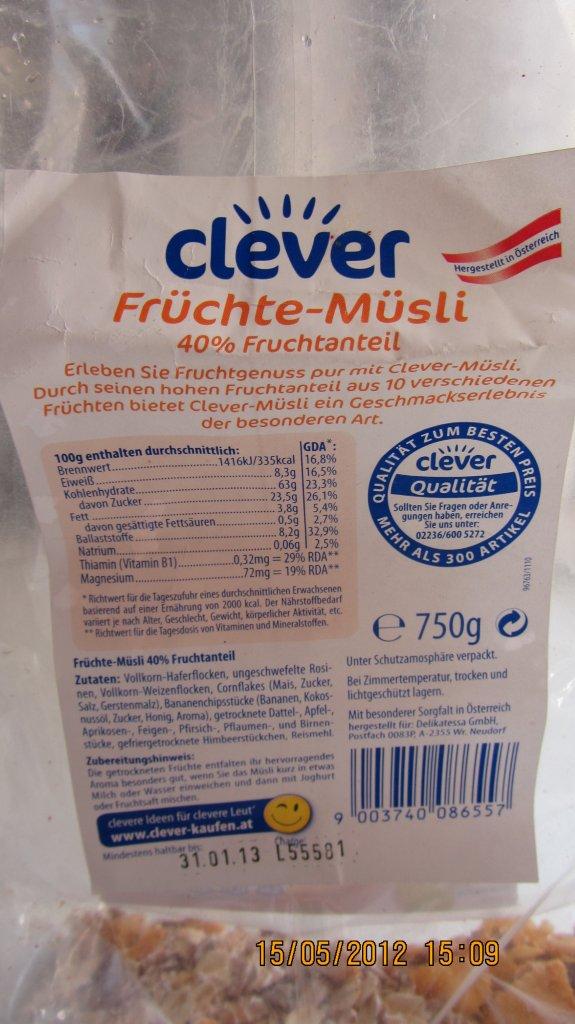 clever
Hergestellt in Österreich
Früchte-Müsli
40% Fruchtanteil
Erleben Sie Fruchtgenuss pur mit Clever-Müsli.
Durch seinen hohen Fruchtanteil aus 10 verschiedenen
Früchten bietet Clever-Müsli ein Geschmackserlebnis
der besonderen Art.
100g enthalten durchschnittlich: GDA*:
Brennwert...............1416kJ/335kcal 16,8%
Eiweiß............... 8,3g 16,5%
Kohlenhydrate............... 63g 23,3%
davon Zucker............... 23,5g 26,1%
Fett............... 3,8g 5,4%
davon gesättigte Fettsäuren............... 0,5g 2,7%
Ballaststoffe............... 8,2g 32,9%
Natrium............... 0,06g 2,5%
Thiamin (Vitamin B1)...............0,32mg = 29% RDA**
Magnesium...............72mg = 19% RDA**
* Richtwert für die Tageszufuhr eines durchschnittlichen Erwachsenen
basierend auf einer Ernährung von 2000 kcal. Der Nährstoffbedarf
variiert je nach Alter, Geschlecht, Gewicht, körperlicher Aktivität, etc.
** Richtwert für die Tagesdosis von Vitaminen und Mineralstoffen.
QUALITÄT ZUM BESTEN PREIS
clever
Qualität
Sollten Sie Fragen oder Anre-
gungen haben, erreichen
Sie uns unter:
02236/600 5272
MEHR ALS 300 ARTIKEL
96763/1110
e 750g
Früchte-Müsli 40% Fruchtanteil
Zutaten: Vollkorn-Haferflocken, ungeschwefelte Rosi-
nen, Vollkorn-Weizenflocken, Cornflakes (Mais, Zucker,
Salz, Gerstenmalz), Bananenchipsstücke (Bananen, Kokos-
nussöl, Zucker, Honig, Aroma), getrocknete Dattel-, Apfel-,
Aprikosen-, Feigen-, Pfirsich-, Pflaumen-, und Birnen-
stücke, gefriergetrocknete Himbeerstückchen, Reismehl.
Zubereitungshinweis:
Die getrockneten Früchte enthalten ihr hervorragendes
Aroma besonders gut, wenn Sie das Müsli kurz in etwas
Milch oder Wasser einweichen und dann mit Joghurt
oder Fruchtsaft mischen.
Unter Schutzamosphäre verpackt.
Bei Zimmertemperatur, trocken und
lichtgeschützt lagern.
Mit besonderer Sorgfalt in Österreich
hergestellt für: Delikatessa GmbH,
Postfach 0083P, A-2355 Wr. Neudorf
clevere Ideen für clevere Leut'
www.clever-kaufen.at
9 003740 086557
Mindestens haltbar bis: Charge:
31.01.13 L55581
15/05/2012 15:09